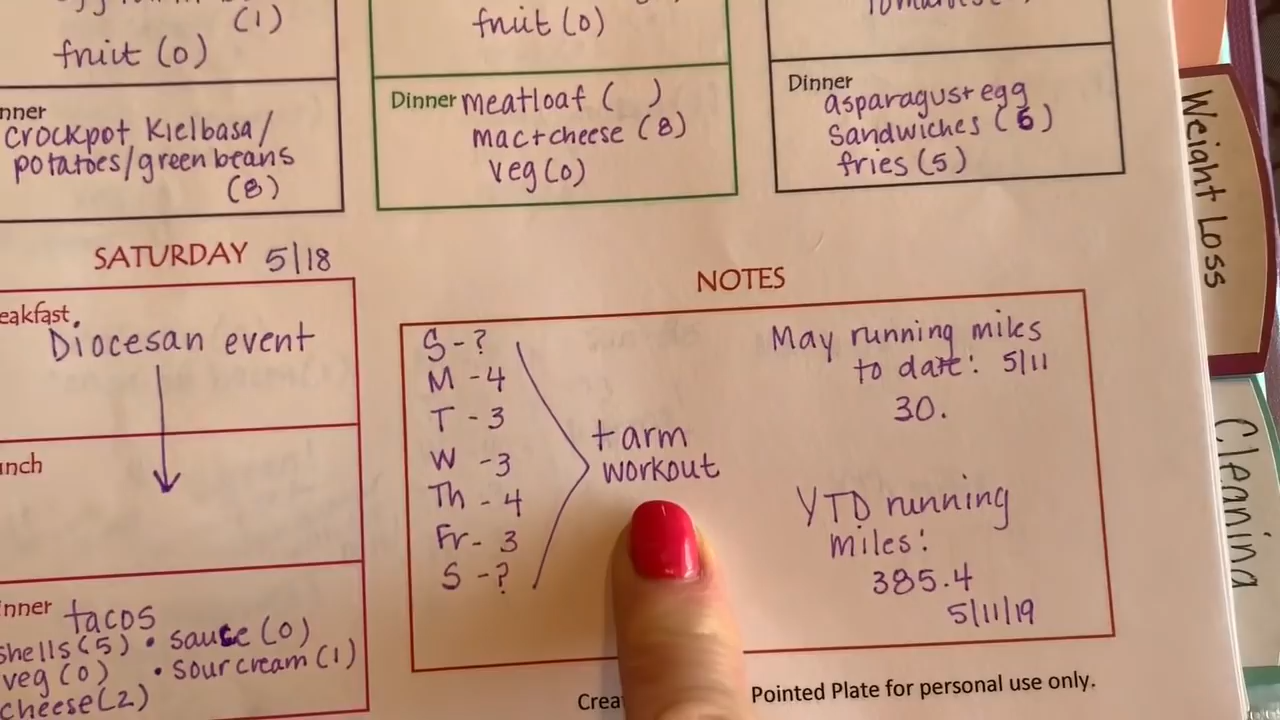 (1)
fruit (0)
crockpot kielbasa/
potatoes/green beans
(8)
fruit (0)
Dinner meatloaf ( )
mac+cheese (8)
veg (0)
Dinner
asparagus+egg
sandwiches (6)
fries (5)
SATURDAY 5/18
Diocesan event
tacos
shells (5) • sauce (0)
veg (0) • sour cream (1)
cheese (2)
NOTES
S - ?
M - 4
T - 3
W - 3
Th - 4
Fr - 3
S - ?
+ arm
workout
May running miles
to date: 5/11
30.
YTD running
miles:
385.4
5/11/19
Pointed Plate for personal use only.
Weight Loss
Cleaning